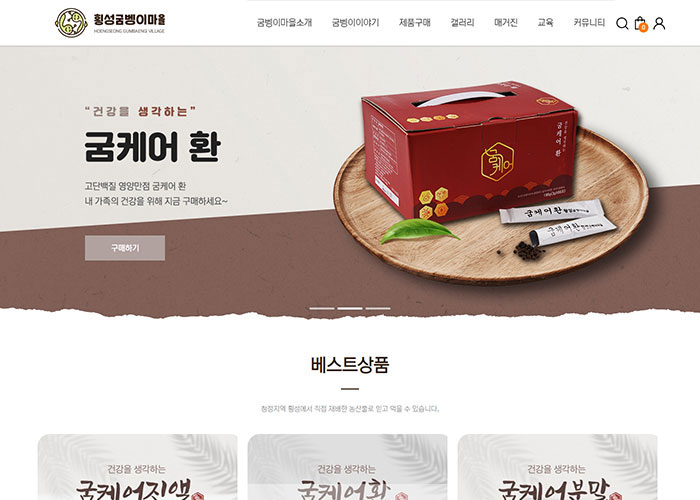 횡성굼벵이마을
HOENGSEONG GUMBAENG VILLAGE
굼벵이마을소개 굼벵이이야기 제품구매 갤러리 매거진 교육 커뮤니티
0
“건강을 생각하는”
굼케어 환
고단백질 영양만점 굼케어 환
내 가족의 건강을 위해 지금 구매하세요~
구매하기
굼케어 환
굼케어
굼케어환
굼케어환
베스트상품
청정지역 횡성에서 직접 재배한 농산물로 믿고 먹을 수 있습니다.
건강을 생각하는 건강을 생각하는 건강을 생각하는
굼케어진액 굼케어환 굼케어분말